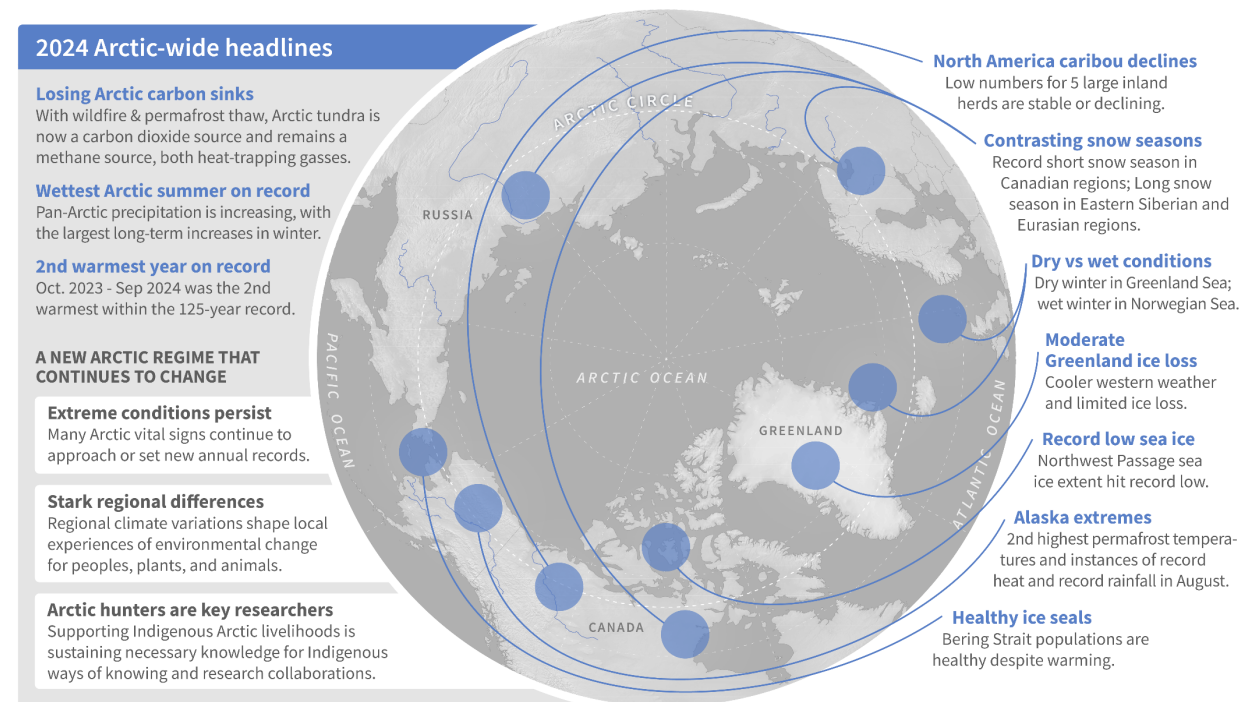 2024 Arctic-wide headlines
Losing Arctic carbon sinks
With wildfire & permafrost thaw, Arctic tundra is
now a carbon dioxide source and remains a
methane source, both heat-trapping gasses.
Wettest Arctic summer on record
Pan-Arctic precipitation is increasing, with
the largest long-term increases in winter.
2nd warmest year on record
Oct. 2023 - Sep 2024 was the 2nd
warmest within the 125-year record.
A NEW ARCTIC REGIME THAT
CONTINUES TO CHANGE
Extreme conditions persist
Many Arctic vital signs continue to
approach or set new annual records.
Stark regional differences
Regional climate variations shape local
experiences of environmental change
for peoples, plants, and animals.
Arctic hunters are key researchers
Supporting Indigenous Arctic livelihoods is
sustaining necessary knowledge for Indigenous
ways of knowing and research collaborations.
ARCTIC CIRCLE
RUSSIA
PACIFIC OCEAN
ARCTIC OCEAN
GREENLAND
ATLANTIC OCEAN
CANADA
North America caribou declines
Low numbers for 5 large inland
herds are stable or declining.
Contrasting snow seasons
Record short snow season in
Canadian regions; Long snow
season in Eastern Siberian and
Eurasian regions.
Dry vs wet conditions
Dry winter in Greenland Sea;
wet winter in Norwegian Sea.
Moderate
Greenland ice loss
Cooler western weather
and limited ice loss.
Record low sea ice
Northwest Passage sea
ice extent hit record low.
Alaska extremes
2nd highest permafrost tempera-
tures and instances of record
heat and record rainfall in August.
Healthy ice seals
Bering Strait populations are
healthy despite warming.